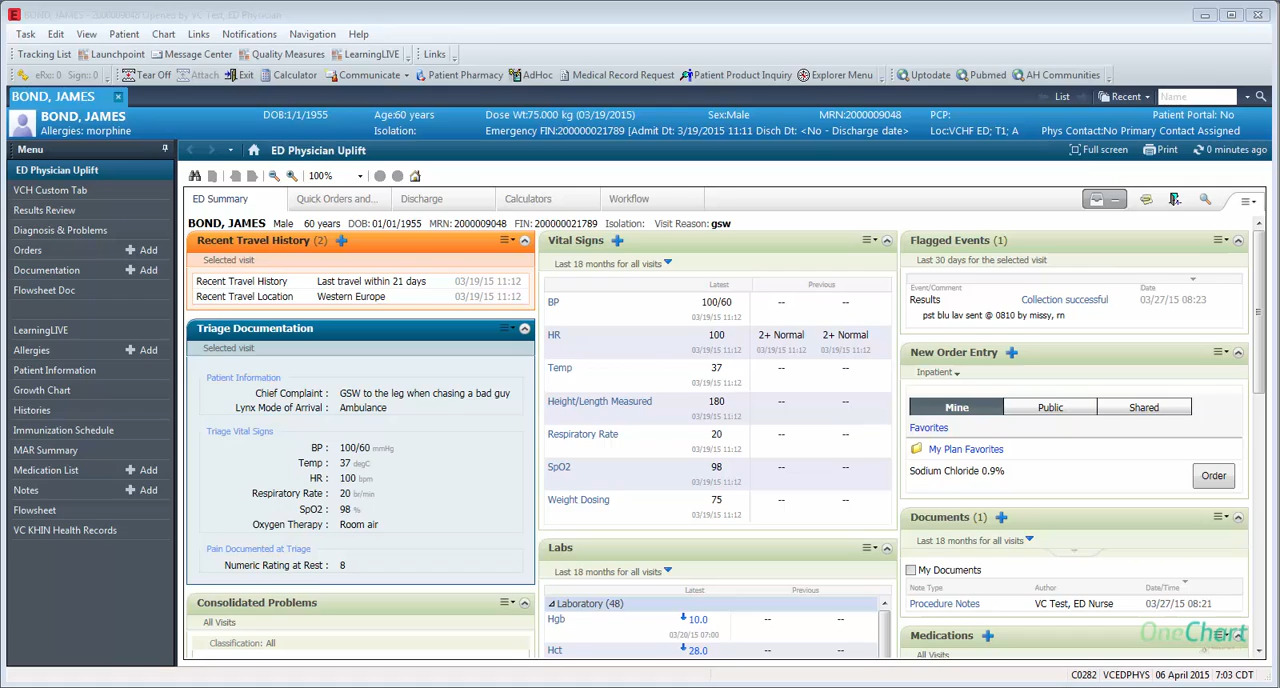 BOND, JAMES - 2000009048 Opened by VC Test, ED Physician
Task Edit View Patient Chart Links Notifications Navigation Help
Tracking List Launchpoint Message Center Quality Measures LearningLIVE Links
eRx: 0 Sign: 0 Tear Off Attach Exit Calculator Communicate Patient Pharmacy AdHoc Medical Record Request Patient Product Inquiry Explorer Menu Uptodate Pubmed AH Communities
BOND, JAMES List Recent Name
BOND, JAMES DOB:1/1/1955 Age:60 years Dose Wt:75.000 kg (03/19/2015) Sex:Male MRN:2000009048 PCP: Patient Portal: No
Allergies: morphine Isolation: Emergency FIN:200000021789 [Admit Dt: 3/19/2015 11:11 Disch Dt: <No - Discharge date> Loc:VCHF ED; T1; A Phys Contact:No Primary Contact Assigned
Menu ED Physician Uplift Full screen Print 0 minutes ago
ED Physician Uplift
VCH Custom Tab
Results Review
Diagnosis & Problems
Orders Add
Documentation Add
Flowsheet Doc
LearningLIVE
Allergies Add
Patient Information
Growth Chart
Histories
Immunization Schedule
MAR Summary
Medication List Add
Notes Add
Flowsheet
VC KHIN Health Records
100%
ED Summary Quick Orders and... Discharge Calculators Workflow
BOND, JAMES Male 60 years DOB: 01/01/1955 MRN: 2000009048 FIN: 200000021789 Isolation: Visit Reason: gsw
Recent Travel History (2)
Selected visit
Recent Travel History Last travel within 21 days 03/19/15 11:12
Recent Travel Location Western Europe 03/19/15 11:12
Triage Documentation
Selected visit
Patient Information
Chief Complaint : GSW to the leg when chasing a bad guy
Lynx Mode of Arrival : Ambulance
Triage Vital Signs
BP : 100/60 mmHg
Temp : 37 degC
HR : 100 bpm
Respiratory Rate : 20 br/min
SpO2 : 98 %
Oxygen Therapy : Room air
Pain Documented at Triage
Numeric Rating at Rest : 8
Consolidated Problems
All Visits
Classification: All
Vital Signs
Last 18 months for all visits
Latest Previous
BP 100/60 -- --
03/19/15 11:12
HR 100 2+ Normal 2+ Normal
03/19/15 11:12 03/19/15 11:12 03/19/15 11:12
Temp 37 -- --
03/19/15 11:12
Height/Length Measured 180 -- --
03/19/15 11:12
Respiratory Rate 20 -- --
03/19/15 11:12
SpO2 98 -- --
03/19/15 11:12
Weight Dosing 75 -- --
03/19/15 11:12
Labs
Last 18 months for all visits
Latest Previous
Laboratory (48)
Hgb 10.0 -- --
03/20/15 07:00
Hct 28.0 -- --
Flagged Events (1)
Last 30 days for the selected visit
Event/Comment Date
Results Collection successful 03/27/15 08:23
pst blu lav sent @ 0810 by missy, rn
New Order Entry
Inpatient
Mine Public Shared
Favorites
My Plan Favorites
Sodium Chloride 0.9% Order
Documents (1)
Last 18 months for all visits
My Documents
Note Type Author Date/Time
Procedure Notes VC Test, ED Nurse 03/27/15 08:21
Medications
All Visits
OneChart
C0282 VCEDPHYS 06 April 2015 7:03 CDT